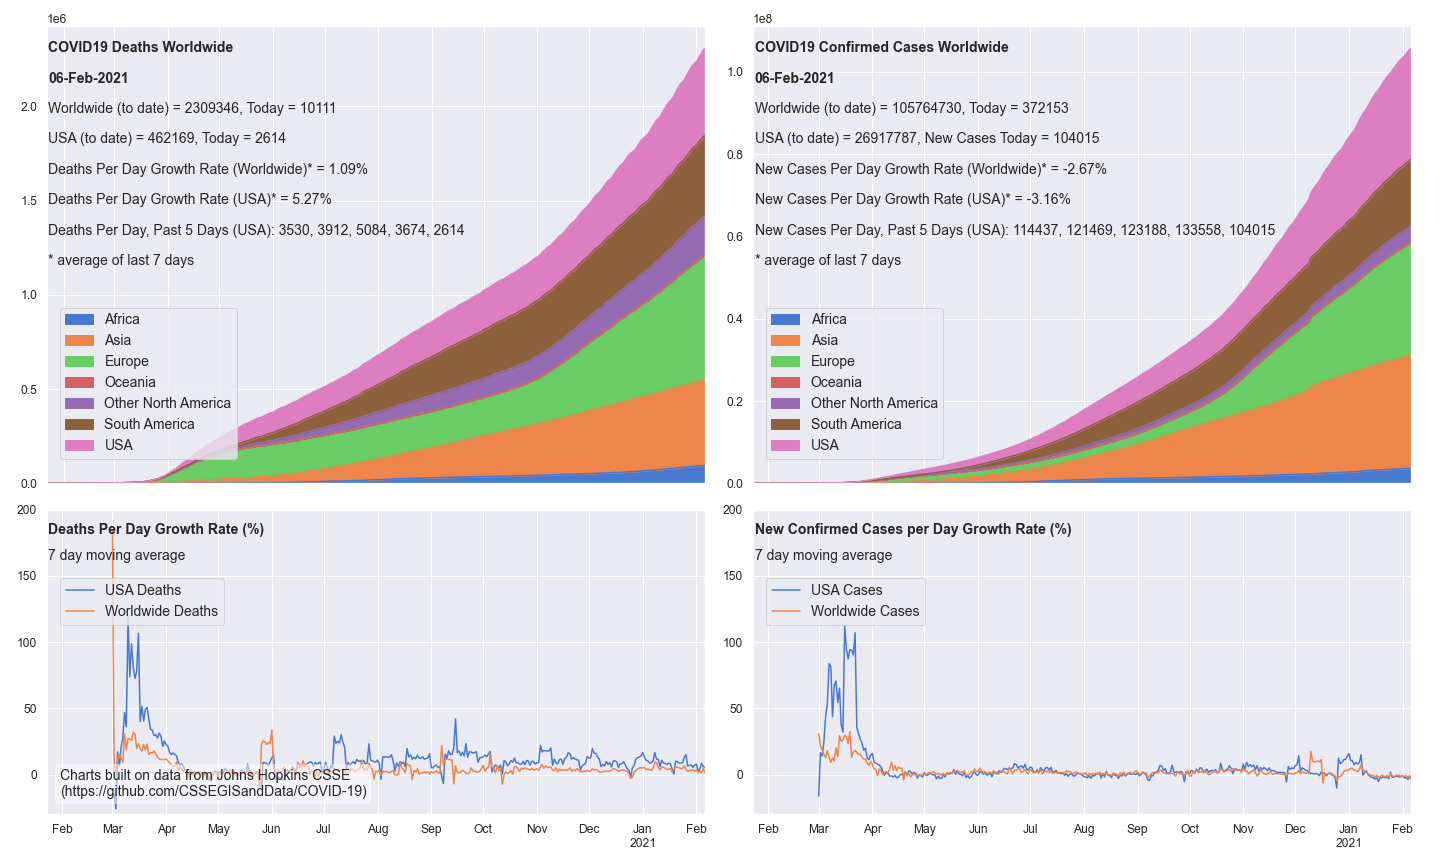 1e6
COVID19 Deaths Worldwide
06-Feb-2021
Worldwide (to date) = 2309346, Today = 10111
USA (to date) = 462169, Today = 2614
Deaths Per Day Growth Rate (Worldwide)* = 1.09%
Deaths Per Day Growth Rate (USA)* = 5.27%
Deaths Per Day, Past 5 Days (USA): 3530, 3912, 5084, 3674, 2614
* average of last 7 days
2.0
1.5
1.0
0.5
0.0
Africa
Asia
Europe
Oceania
Other North America
South America
USA
1e8
COVID19 Confirmed Cases Worldwide
06-Feb-2021
Worldwide (to date) = 105764730, Today = 372153
USA (to date) = 26917787, New Cases Today = 104015
New Cases Per Day Growth Rate (Worldwide)* = -2.67%
New Cases Per Day Growth Rate (USA)* = -3.16%
New Cases Per Day, Past 5 Days (USA): 114437, 121469, 123188, 133558, 104015
* average of last 7 days
1.0
0.8
0.6
0.4
0.2
0.0
Africa
Asia
Europe
Oceania
Other North America
South America
USA
200
150
100
50
0
Deaths Per Day Growth Rate (%)
7 day moving average
USA Deaths
Worldwide Deaths
Charts built on data from Johns Hopkins CSSE
(https://github.com/CSSEGISandData/COVID-19)
Feb Mar Apr May Jun Jul Aug Sep Oct Nov Dec Jan Feb
2021
200
150
100
50
0
New Confirmed Cases per Day Growth Rate (%)
7 day moving average
USA Cases
Worldwide Cases
Feb Mar Apr May Jun Jul Aug Sep Oct Nov Dec Jan Feb
2021